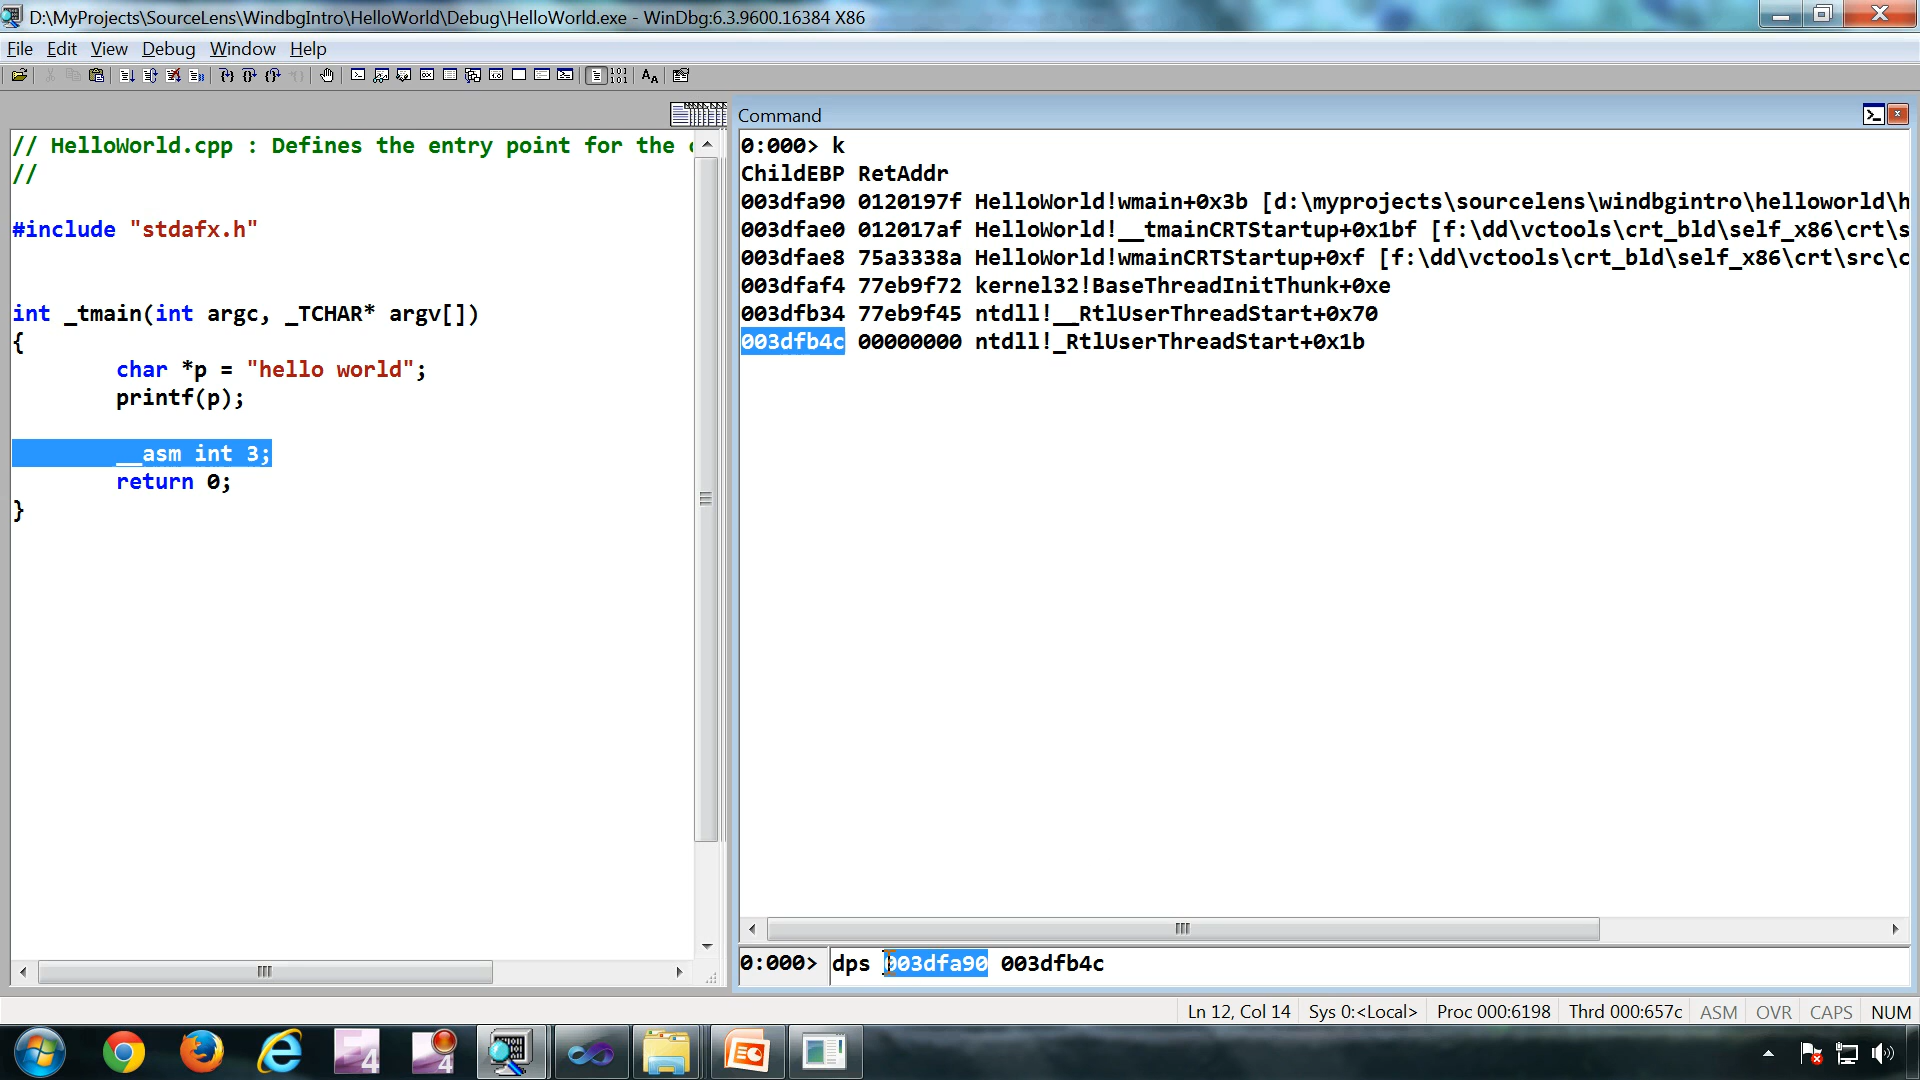 D:\MyProjects\SourceLens\WindbgIntro\HelloWorld\Debug\HelloWorld.exe - WinDbg:6.3.9600.16384 X86
File Edit View Debug Window Help
// HelloWorld.cpp : Defines the entry point for the c
//
#include "stdafx.h"
int _tmain(int argc, _TCHAR* argv[])
{
char *p = "hello world";
printf(p);
__asm int 3;
return 0;
}
Command
0:000> k
ChildEBP RetAddr
003dfa90 0120197f HelloWorld!wmain+0x3b [d:\myprojects\sourcelens\windbgintro\helloworld\h
003dfae0 012017af HelloWorld!__tmainCRTStartup+0x1bf [f:\dd\vctools\crt_bld\self_x86\crt\s
003dfae8 75a3338a HelloWorld!wmainCRTStartup+0xf [f:\dd\vctools\crt_bld\self_x86\crt\src\c
003dfaf4 77eb9f72 kernel32!BaseThreadInitThunk+0xe
003dfb34 77eb9f45 ntdll!__RtlUserThreadStart+0x70
003dfb4c 00000000 ntdll!_RtlUserThreadStart+0x1b
0:000> dps 003dfa90 003dfb4c
Ln 12, Col 14 Sys 0:<Local> Proc 000:6198 Thrd 000:657c ASM OVR CAPS NUM
4 4